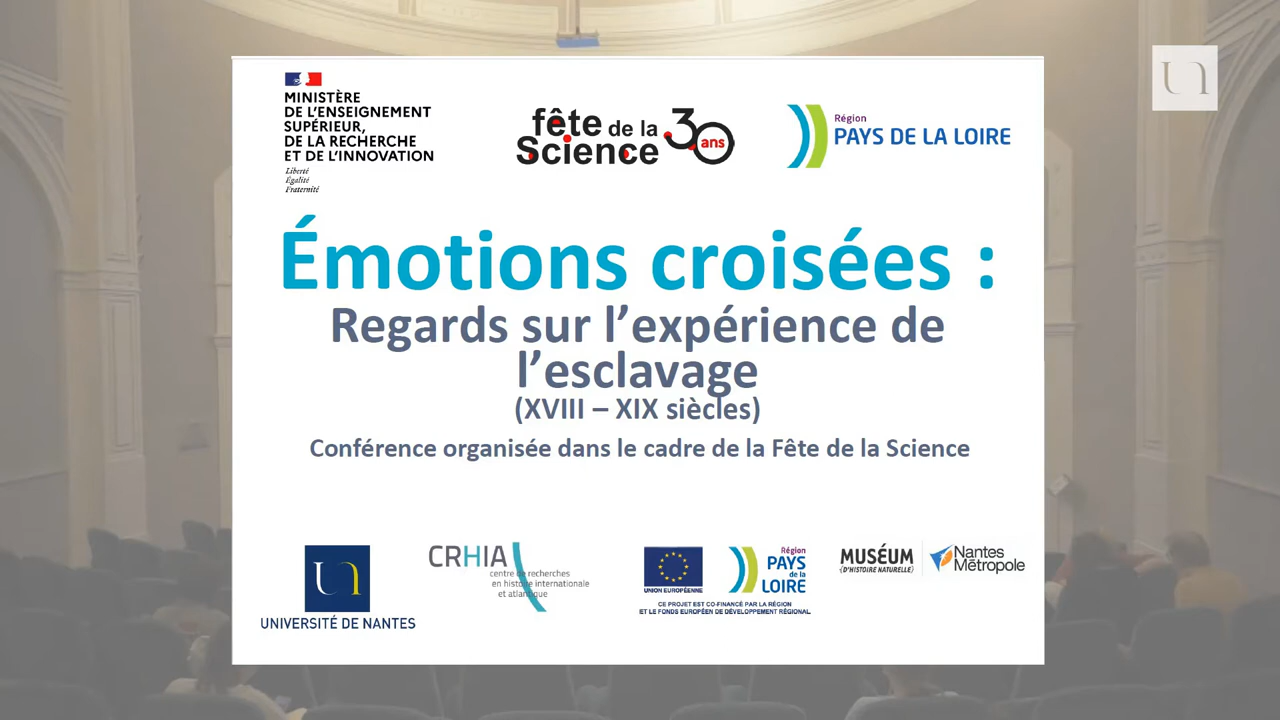 MINISTÈRE
DE L'ENSEIGNEMENT
SUPÉRIEUR,
DE LA RECHERCHE
ET DE L'INNOVATION
Liberté
Égalité
Fraternité
fête de la
Science
30 ans
Région
PAYS DE LA LOIRE
Émotions croisées :
Regards sur l'expérience de
l'esclavage
(XVIII – XIX siècles)
Conférence organisée dans le cadre de la Fête de la Science
UNIVERSITÉ DE NANTES
CRHIA
centre de recherches
en histoire internationale
et atlantique
UNION EUROPÉENNE
Région
PAYS
de la
LOIRE
CE PROJET EST CO-FINANCÉ PAR LA RÉGION
ET LE FONDS EUROPÉEN DE DÉVELOPPEMENT RÉGIONAL
MUSÉUM
D'HISTOIRE NATURELLE
Nantes
Métropole